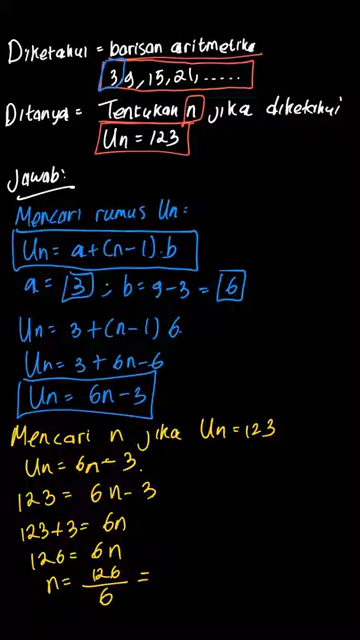 Diketahui = barisan aritmetika
3, 9, 15, 21, .....
Ditanya = Tentukan n jika diketahui
Un = 123
Jawab:
Mencari rumus Un:
Un = a + (n-1).b
a = 3 ; b = 9-3 = 6
Un = 3 + (n-1) 6.
Un = 3 + 6n - 6
Un = 6n - 3
Mencari n jika Un = 123
Un = 6n - 3.
123 = 6n - 3
123+3 = 6n
126 = 6n
n = 126/6 =